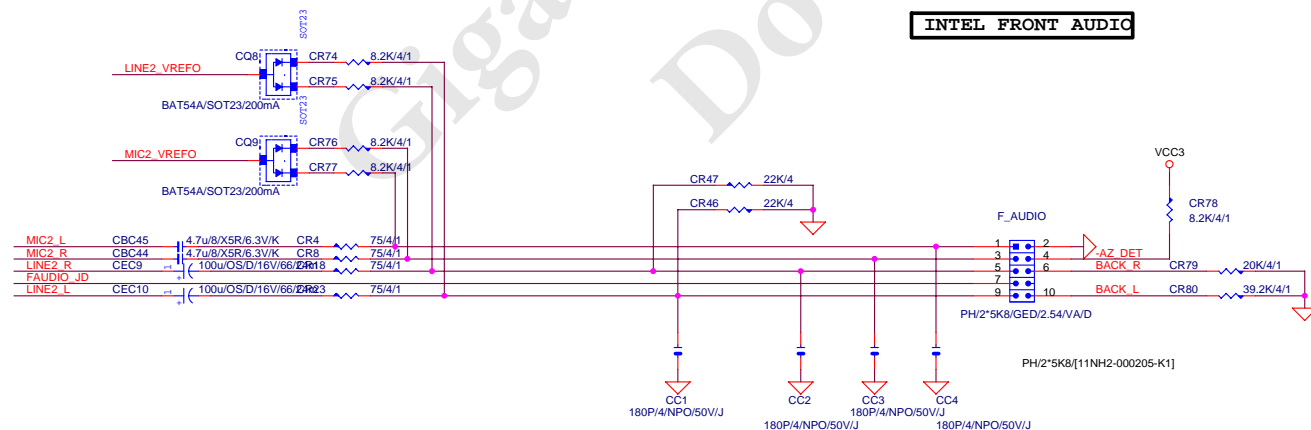 Giga
Do
INTEL FRONT AUDIO
SOT23
CQ8
CR74
8.2K/4/1
LINE2_VREFO
CR75
8.2K/4/1
BAT54A/SOT23/200mA
SOT23
CQ9
CR76
8.2K/4/1
MIC2_VREFO
CR77
8.2K/4/1
BAT54A/SOT23/200mA
VCC3
CR47
22K/4
CR46
22K/4
CR78
8.2K/4/1
F_AUDIO
MIC2_L
CBC45
4.7u/8/X5R/6.3V/K
CR4
75/4/1
1
2
MIC2_R
CBC44
4.7u/8/X5R/6.3V/K
CR8
75/4/1
3
4
-AZ_DET
LINE2_R
CEC9
1
+
100u/OS/D/16V/66/24m
CR18
75/4/1
5
6
BACK_R
CR79
20K/4/1
FAUDIO_JD
7
LINE2_L
CEC10
1
+
100u/OS/D/16V/66/24m
CR23
75/4/1
9
10
BACK_L
CR80
39.2K/4/1
PH/2*5K8/GED/2.54/VA/D
PH/2*5K8/[11NH2-000205-K1]
CC1
180P/4/NPO/50V/J
CC2
180P/4/NPO/50V/J
CC3
180P/4/NPO/50V/J
CC4
180P/4/NPO/50V/J